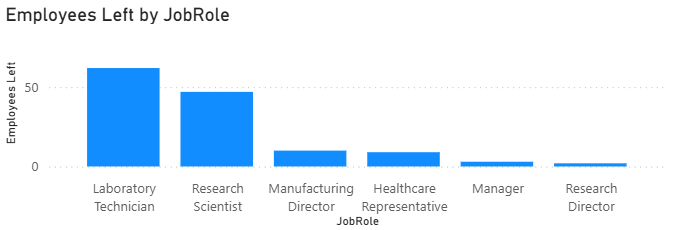 Employees Left by JobRole
Employees Left
50
0
Laboratory Technician
Research Scientist
Manufacturing Director
Healthcare Representative
Manager
Research Director
JobRole